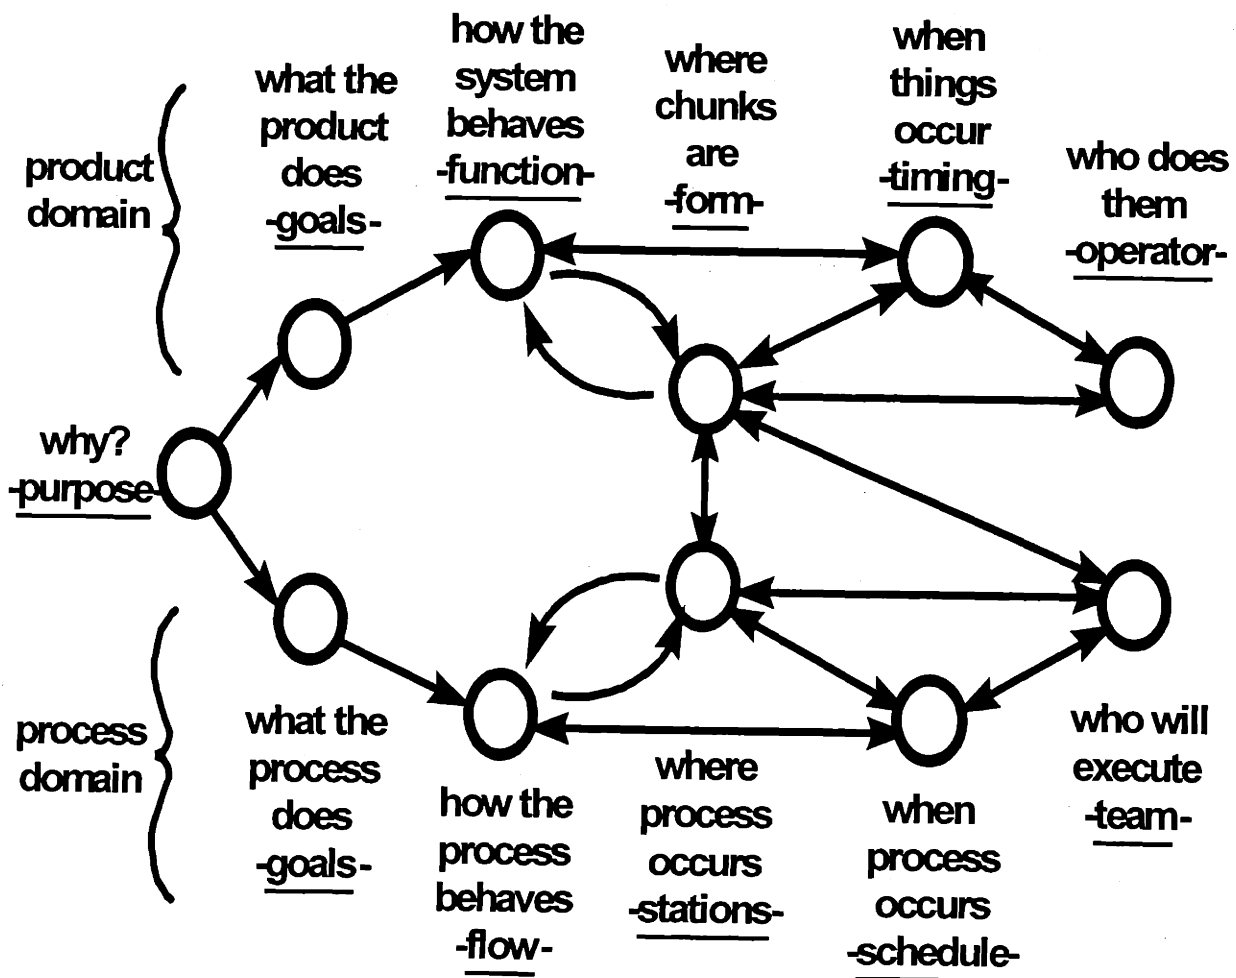 product
domain
what the
product
does
-goals-
how the
system
behaves
-function-
where
chunks
are
-form-
when
things
occur
-timing-
who does
them
-operator-
why?
-purpose-
process
domain
what the
process
does
-goals-
how the
process
behaves
-flow-
where
process
occurs
-stations-
when
process
occurs
-schedule-
who will
execute
-team-